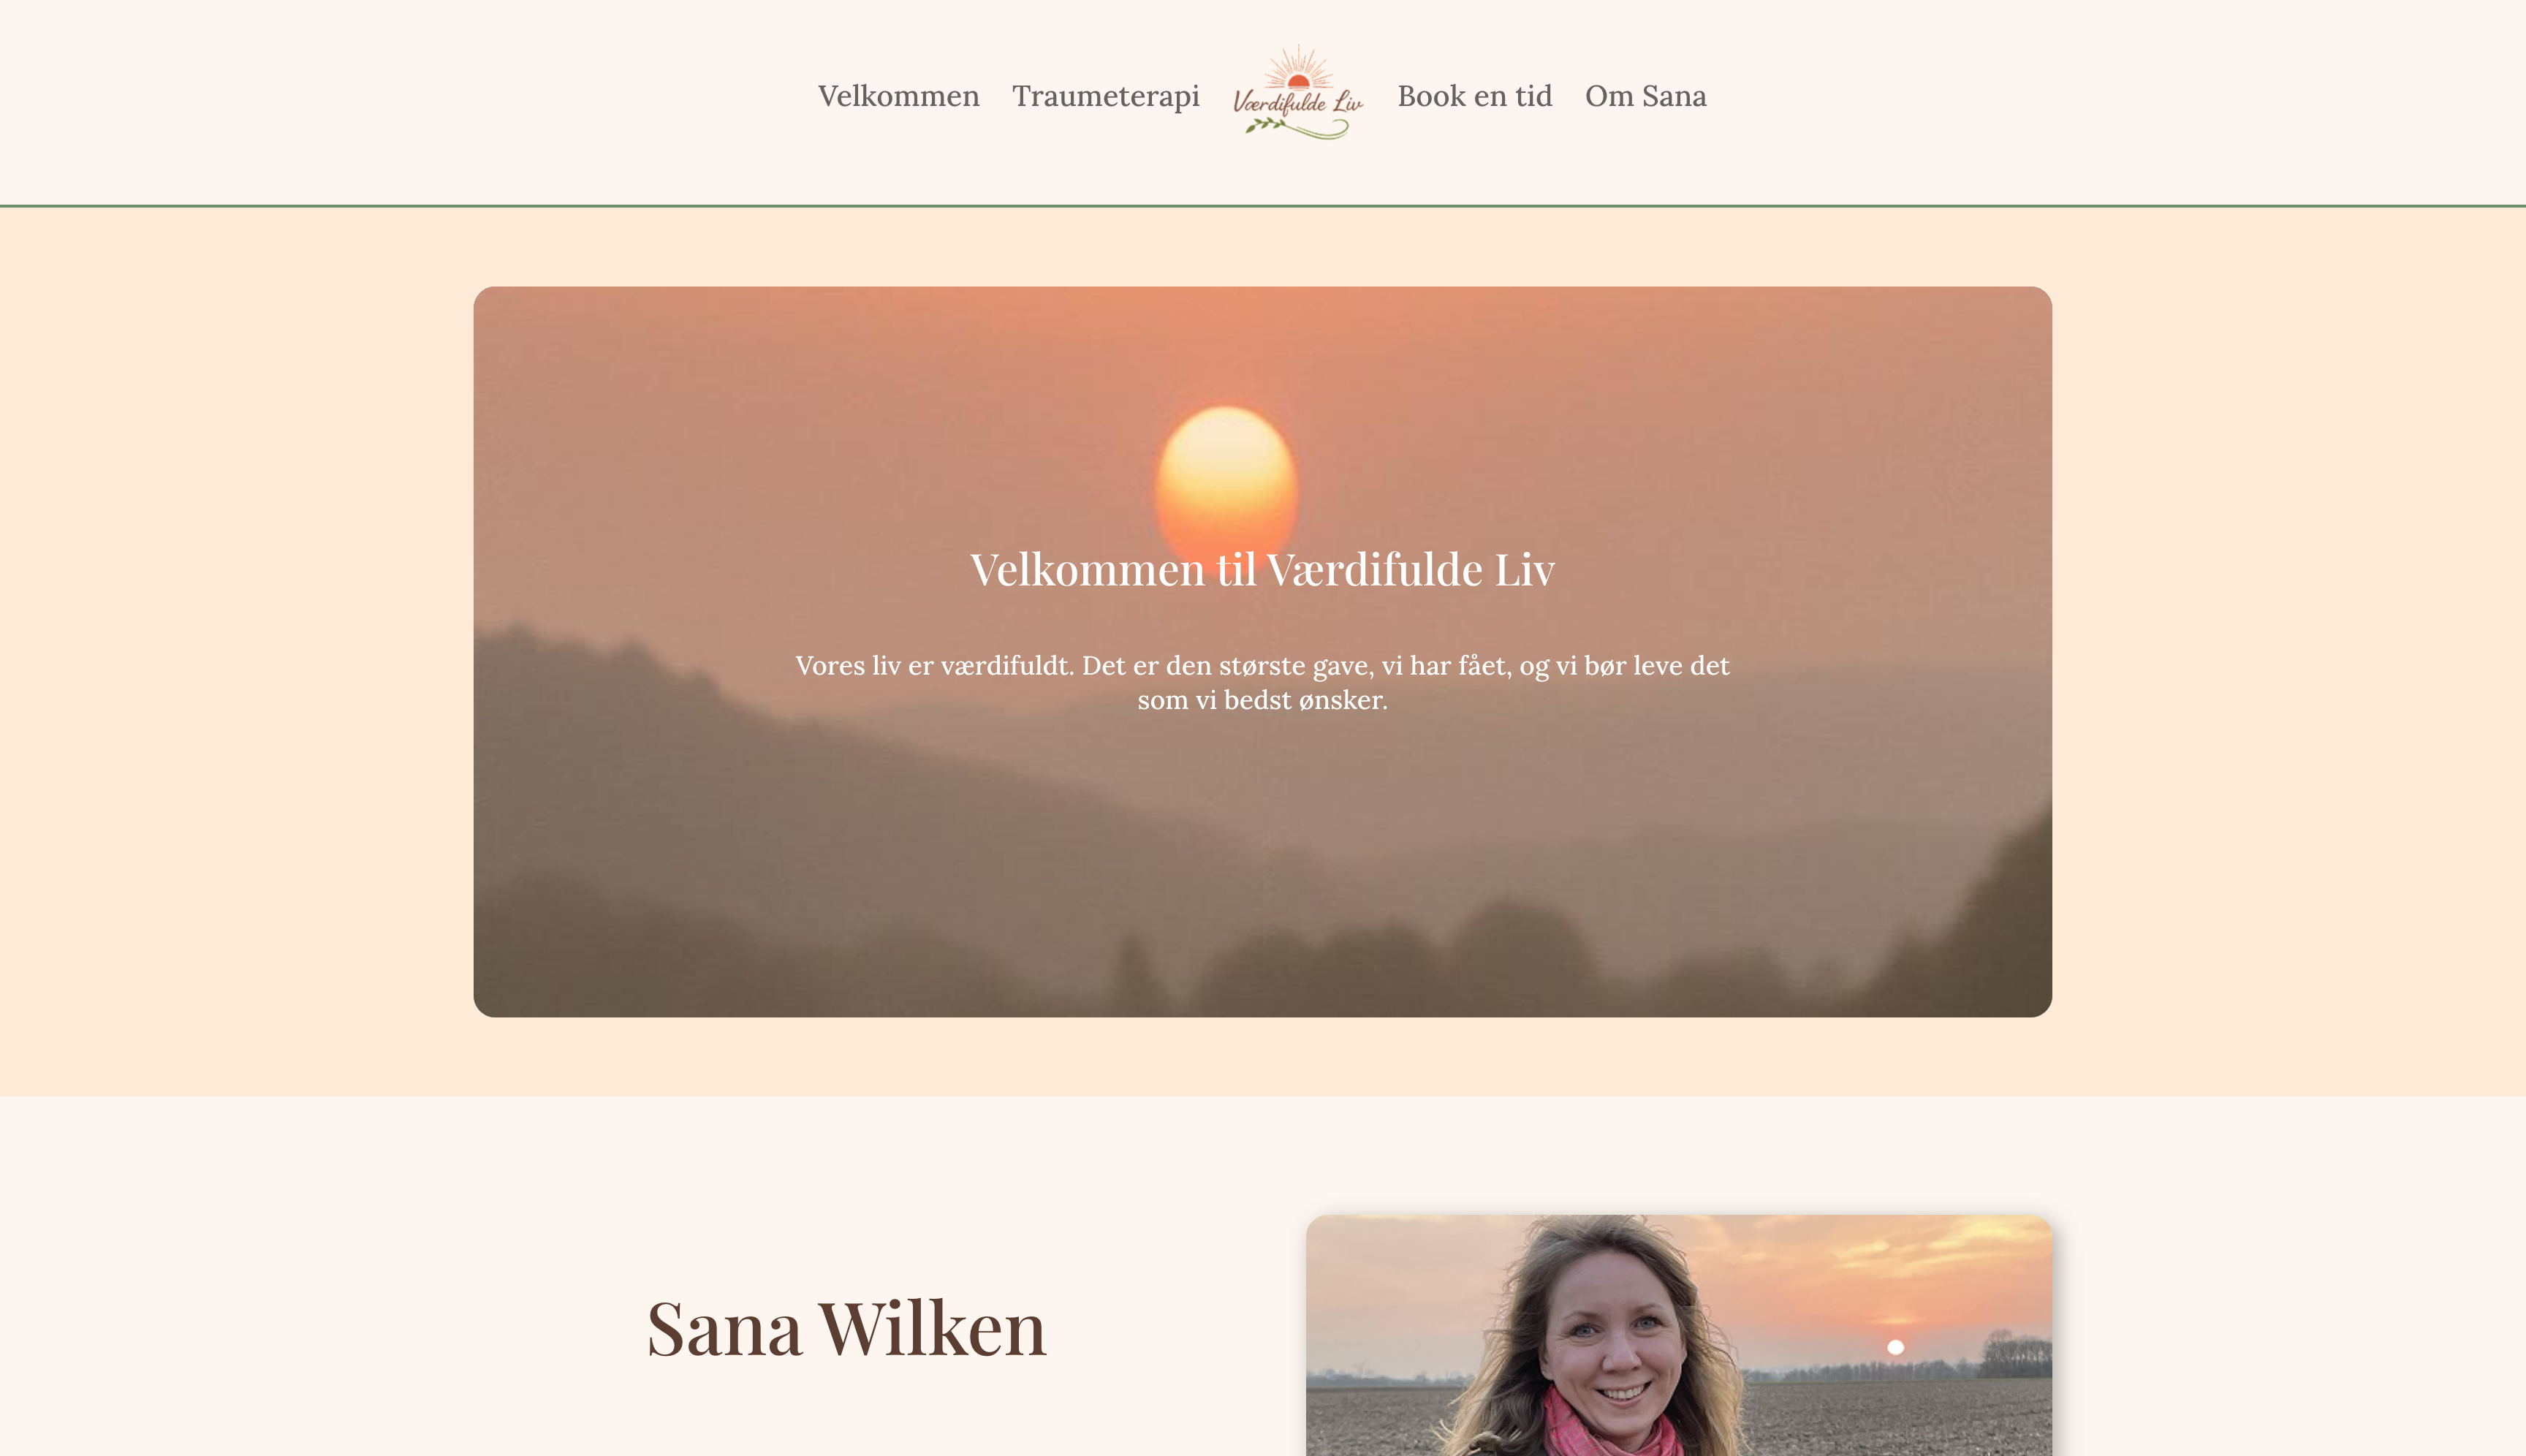 Velkommen Traumeterapi Værdifulde Liv Book en tid Om Sana
Velkommen til Værdifulde Liv
Vores liv er værdifuldt. Det er den største gave, vi har fået, og vi bør leve det
som vi bedst ønsker.
Sana Wilken